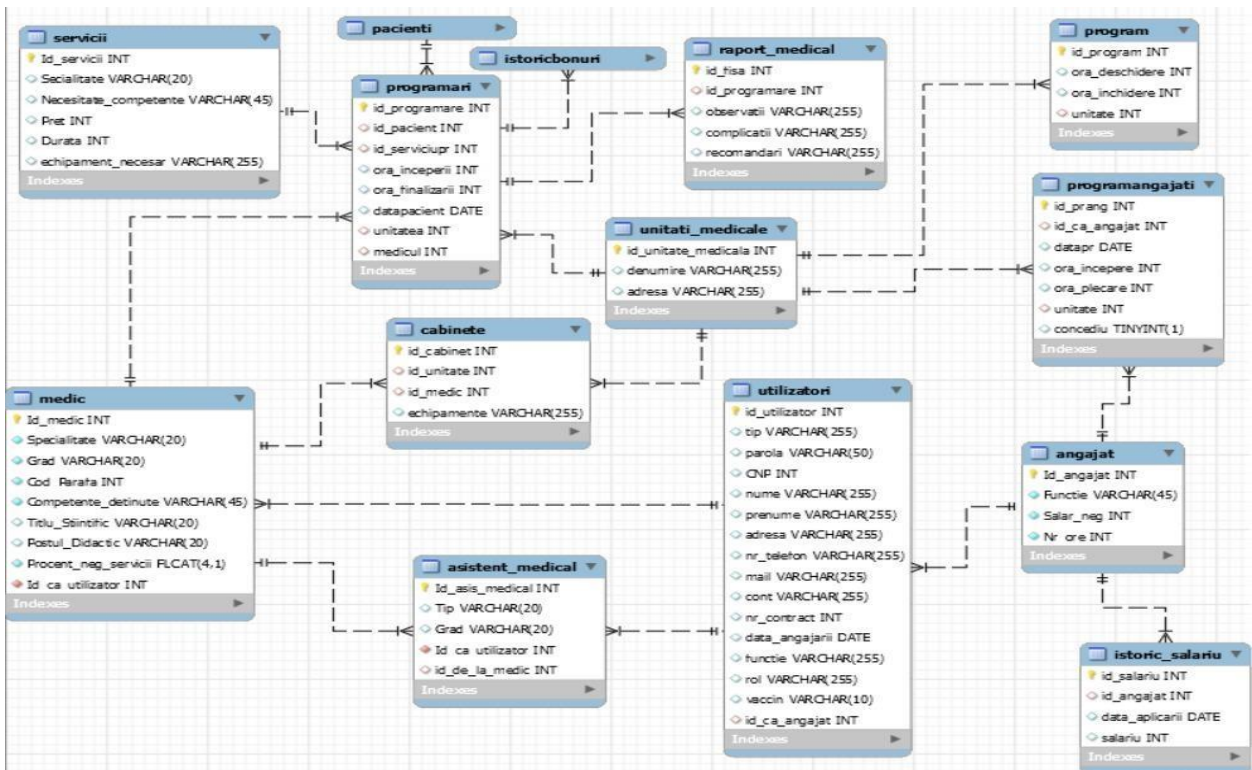 servicii
Id_servicii INT
Secialitate VARCHAR(20)
Necesitate_competente VARCHAR(45)
Pret INT
Durata INT
echipament_necesar VARCHAR(255)
Indexes
pacienti
istoricbonuri
programari
id_programare INT
id_pacient INT
id_serviciupr INT
ora_inceperii INT
ora_finalizarii INT
datapacient DATE
unitatea INT
medicul INT
Indexes
raport_medical
id_fisa INT
id_programare INT
observatii VARCHAR(255)
complicatii VARCHAR(255)
recomandari VARCHAR(255)
Indexes
program
id_program INT
ora_deschidere INT
ora_inchidere INT
unitate INT
Indexes
programangajati
id_prang INT
id_ca_angajat INT
datapr DATE
ora_incepere INT
ora_plecare INT
unitate INT
concediu TINYINT(1)
Indexes
unitati_medicale
id_unitate_medicala INT
denumire VARCHAR(255)
adresa VARCHAR(255)
Indexes
cabinete
id_cabinet INT
id_unitate INT
id_medic INT
echipamente VARCHAR(255)
Indexes
medic
Id_medic INT
Specialitate VARCHAR(20)
Grad VARCHAR(20)
Cod_Parafa INT
Competente_detinute VARCHAR(45)
Titlu_Stiintific VARCHAR(20)
Postul_Didactic VARCHAR(20)
Procent_neg_servicii FLOAT(4,1)
Id_ca_utilizator INT
Indexes
asistent_medical
Id_asis_medical INT
Tip VARCHAR(20)
Grad VARCHAR(20)
Id_ca_utilizator INT
id_de_la_medic INT
Indexes
utilizatori
id_utilizator INT
tip VARCHAR(255)
parola VARCHAR(50)
CNP INT
nume VARCHAR(255)
prenume VARCHAR(255)
adresa VARCHAR(255)
nr_telefon VARCHAR(255)
mail VARCHAR(255)
cont VARCHAR(255)
nr_contract INT
data_angajarii DATE
functie VARCHAR(255)
rol VARCHAR(255)
vaccin VARCHAR(10)
id_ca_angajat INT
Indexes
angajat
Id_angajat INT
Functie VARCHAR(45)
Salar_neg INT
Nr_ore INT
Indexes
istoric_salariu
id_salariu INT
id_angajat INT
data_aplicarii DATE
salariu INT
Indexes